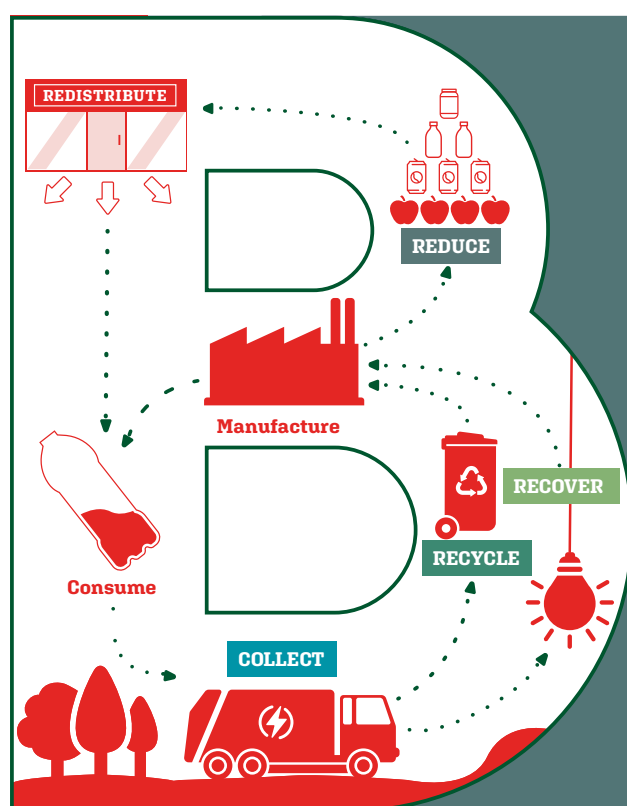 REDISTRIBUTE
REDUCE
Manufacture
RECOVER
RECYCLE
Consume
COLLECT